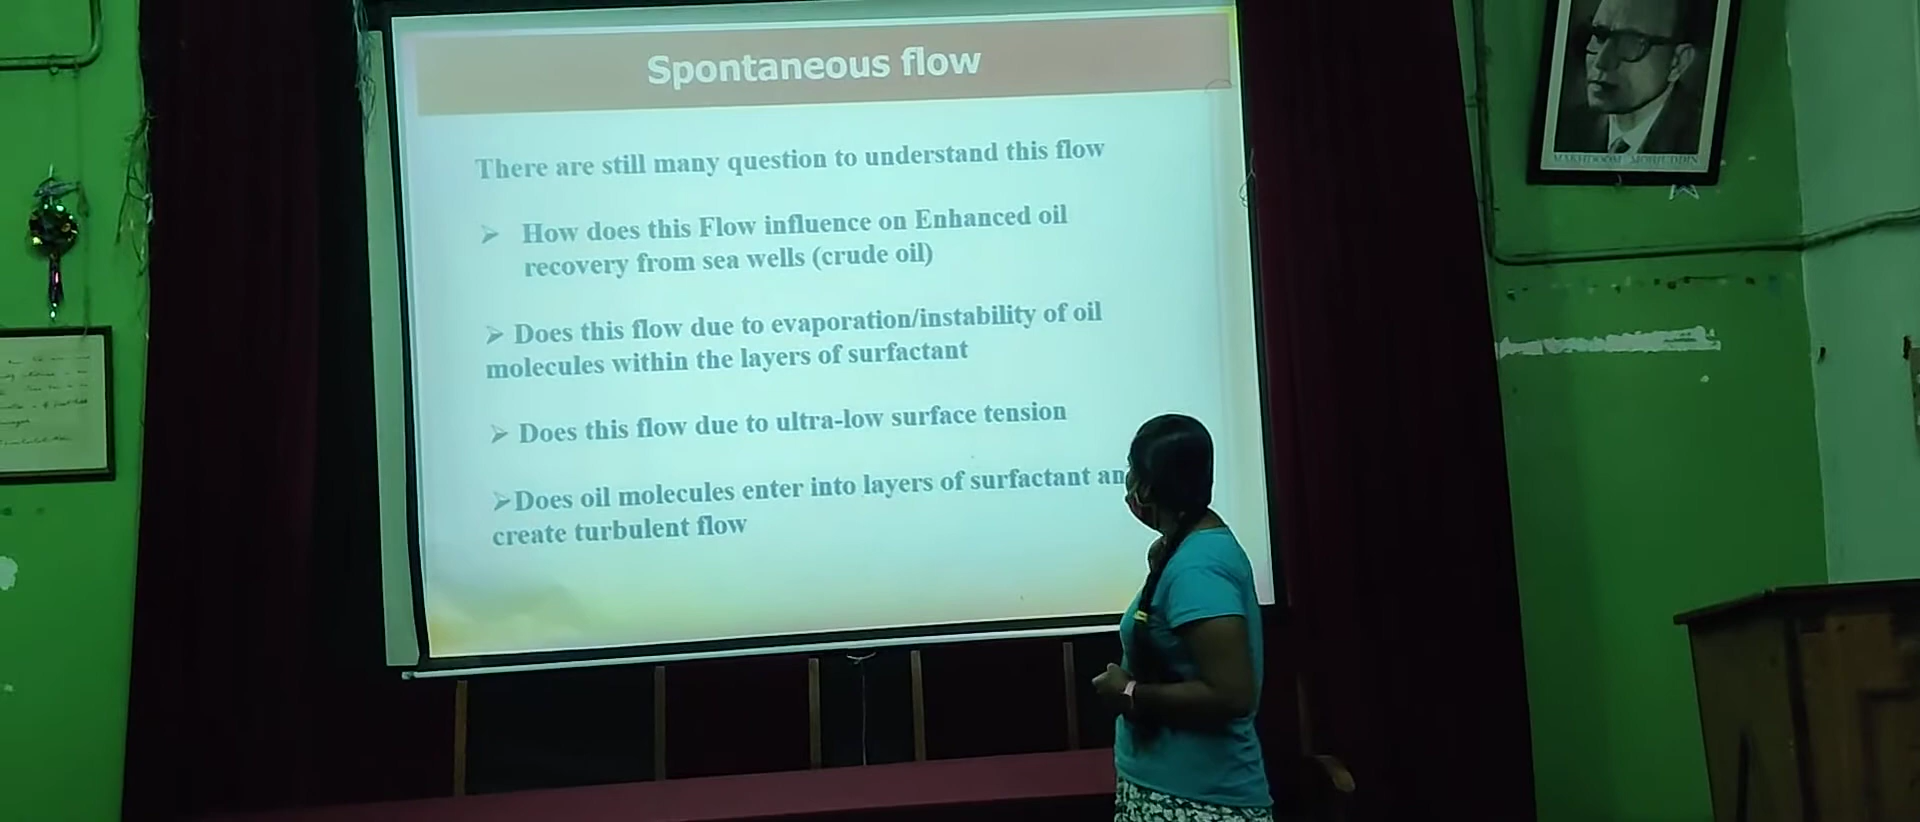 Spontaneous flow
There are still many question to understand this flow
➢ How does this Flow influence on Enhanced oil
recovery from sea wells (crude oil)
➢ Does this flow due to evaporation/instability of oil
molecules within the layers of surfactant
➢ Does this flow due to ultra-low surface tension
➢Does oil molecules enter into layers of surfactant an
create turbulent flow
MAKHDOOM MOHIUDDIN